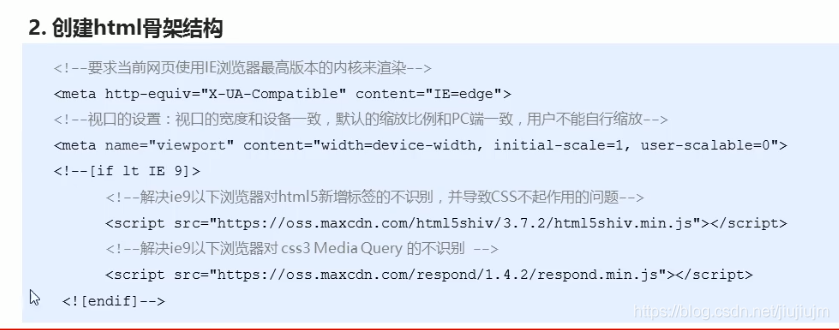 2. 创建html骨架结构
<!--要求当前网页使用IE浏览器最高版本的内核来渲染-->
<meta http-equiv="X-UA-Compatible" content="IE=edge">
<!--视口的设置：视口的宽度和设备一致，默认的缩放比例和PC端一致，用户不能自行缩放-->
<meta name="viewport" content="width=device-width, initial-scale=1, user-scalable=0">
<!--[if lt IE 9]>
<!--解决ie9以下浏览器对html5新增标签的不识别，并导致CSS不起作用的问题-->
<script src="https://oss.maxcdn.com/html5shiv/3.7.2/html5shiv.min.js"></script>
<!--解决ie9以下浏览器对 css3 Media Query 的不识别 -->
<script src="https://oss.maxcdn.com/respond/1.4.2/respond.min.js"></script>
<![endif]-->
https://blog.csdn.net/jiujiujm